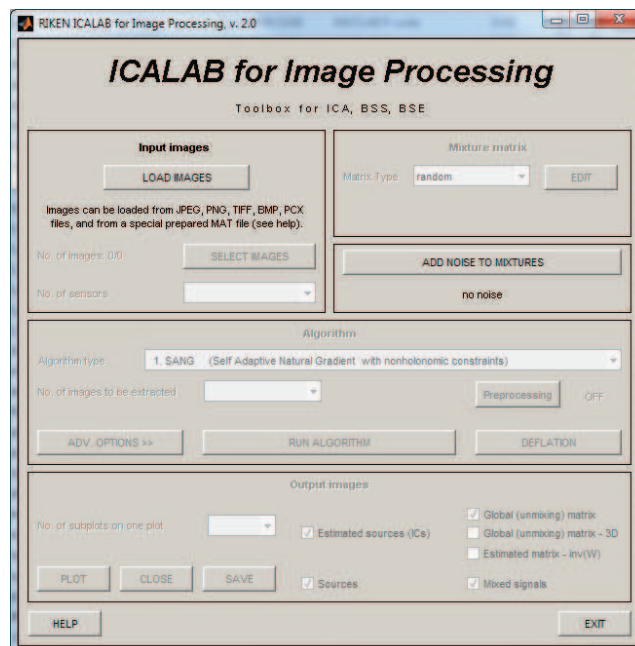 RIKEN ICALAB for Image Processing, v. 2.0
ICALAB for Image Processing
Toolbox for ICA, BSS, BSE
Input images
LOAD IMAGES
Images can be loaded from JPEG, PNG, TIFF, BMP, PCX
files, and from a special prepared MAT file (see help).
No. of images: 0/0
SELECT IMAGES
No. of sensors
Mixture matrix
Matrix Type
random
EDIT
ADD NOISE TO MIXTURES
no noise
Algorithm
Algorithm type
1. SANG (Self Adaptive Natural Gradient with nonholonomic constraints)
No. of images to be extracted
Preprocessing
OFF
ADV. OPTIONS >>
RUN ALGORITHM
DEFLATION
Output images
No. of subplots on one plot
Estimated sources (ICs)
Global (unmixing) matrix
Global (unmixing) matrix - 3D
Estimated matrix - inv(W)
PLOT
CLOSE
SAVE
Sources
Mixed signals
HELP
EXIT